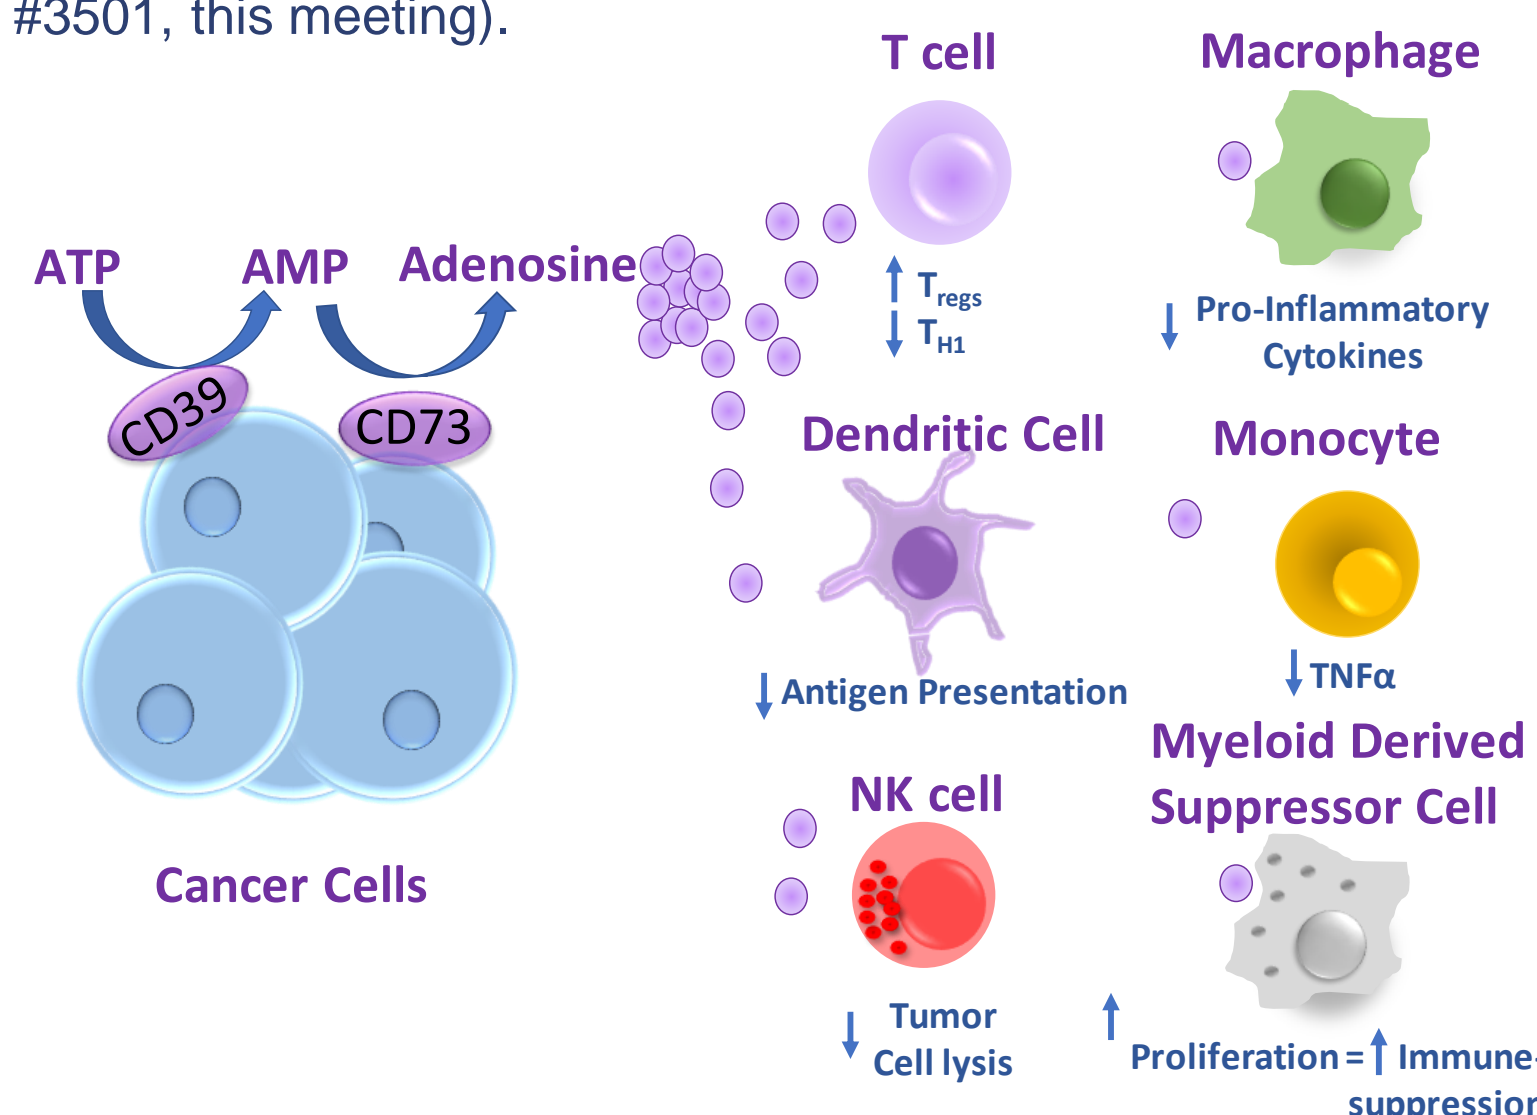 #3501, this meeting).
ATP
AMP
Adenosine
CD39
CD73
Cancer Cells
T cell
Tregs
TH1
Macrophage
Pro-Inflammatory
Cytokines
Dendritic Cell
Antigen Presentation
Monocyte
TNFα
NK cell
Tumor
Cell lysis
Myeloid Derived
Suppressor Cell
Proliferation = Immune-
suppression